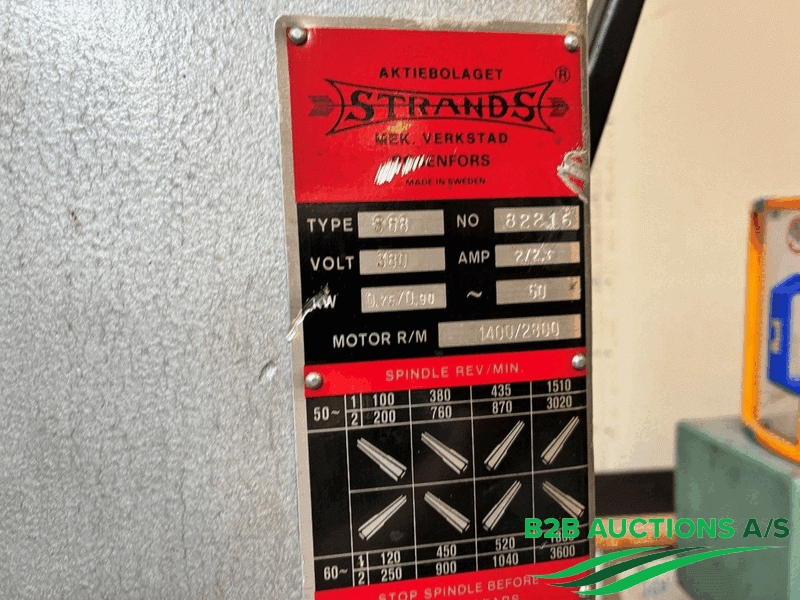 AKTIEBOLAGET
STRANDS ®
MEK. VERKSTAD
MADE IN SWEDEN
TYPE S68 NO 82216
VOLT 380 AMP
KW ~
MOTOR R/M 1400/2800
SPINDLE REV/MIN.
50~ 1 100 380 435 1510
2 200 760 870 3020
60~ 1 120 450 520
2 250 900 1040 3600
STOP SPINDLE BEFORE
B2B AUCTIONS A/S